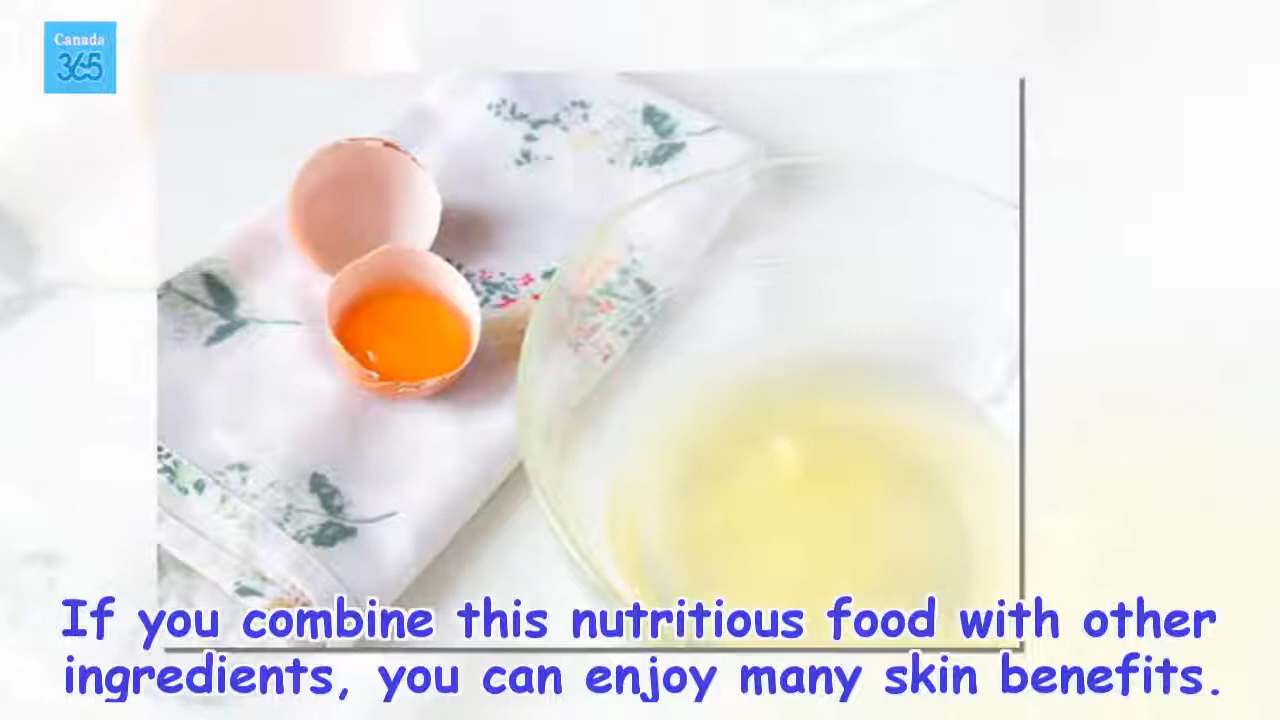 Canada
365
If you combine this nutritious food with other
ingredients, you can enjoy many skin benefits.